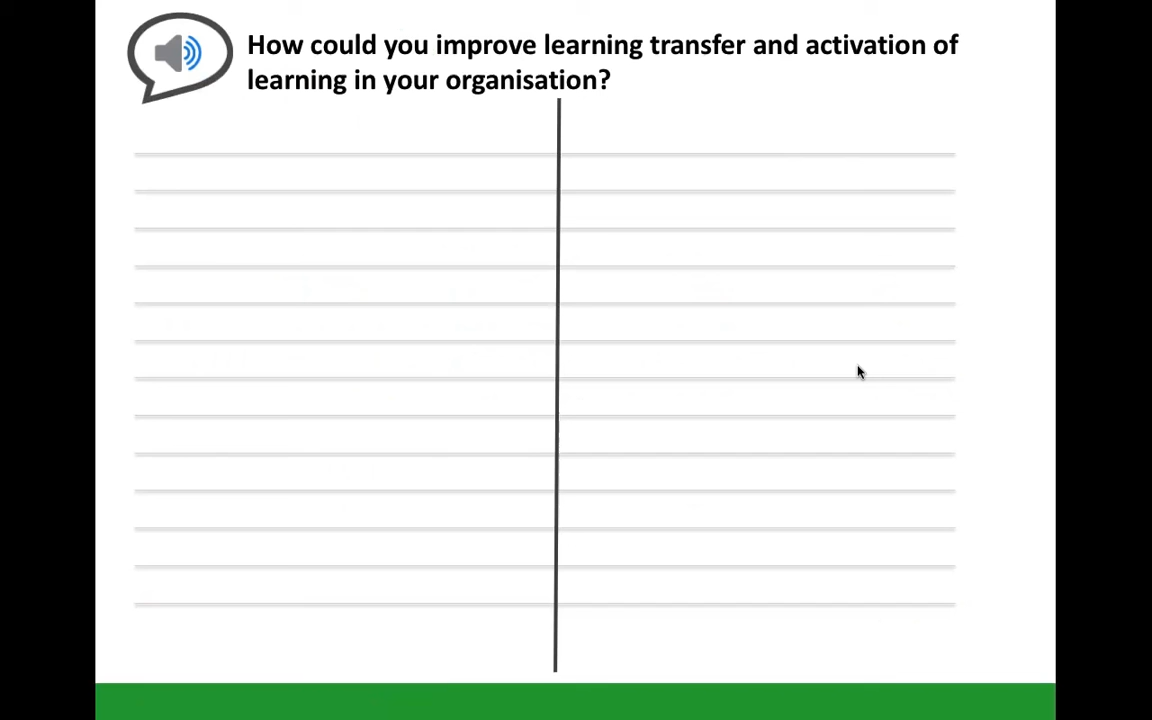 How could you improve learning transfer and activation of
learning in your organisation?